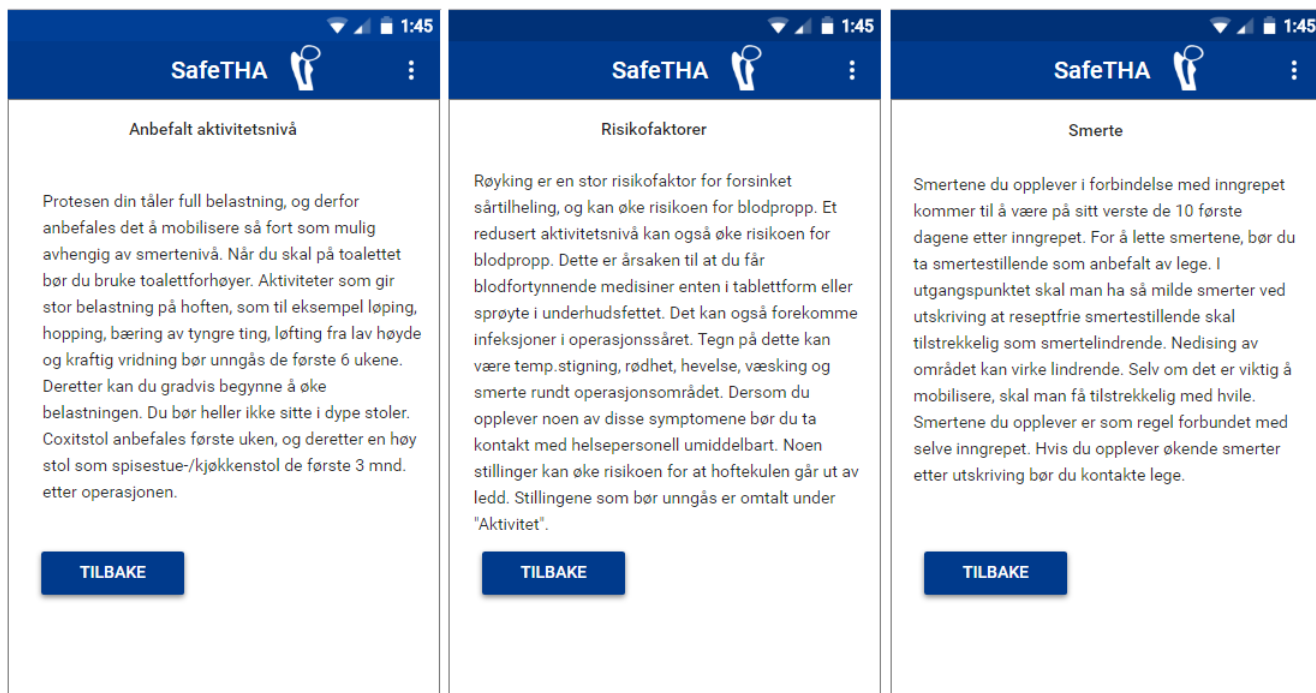 1:45
SafeTHA
Anbefalt aktivitetsnivå
Protesen din tåler full belastning, og derfor
anbefales det å mobilisere så fort som mulig
avhengig av smertenivå. Når du skal på toalettet
bør du bruke toalettforhøyer. Aktiviteter som gir
stor belastning på hoften, som til eksempel løping,
hopping, bæring av tyngre ting, løfting fra lav høyde
og kraftig vridning bør unngås de første 6 ukene.
Deretter kan du gradvis begynne å øke
belastningen. Du bør heller ikke sitte i dype stoler.
Coxitstol anbefales første uken, og deretter en høy
stol som spisestue-/kjøkkenstol de første 3 mnd.
etter operasjonen.
TILBAKE
1:45
SafeTHA
Risikofaktorer
Røyking er en stor risikofaktor for forsinket
sårtilheling, og kan øke risikoen for blodpropp. Et
redusert aktivitetsnivå kan også øke risikoen for
blodpropp. Dette er årsaken til at du får
blodfortynnende medisiner enten i tablettform eller
sprøyte i underhudsfettet. Det kan også forekomme
infeksjoner i operasjonssåret. Tegn på dette kan
være temp.stigning, rødhet, hevelse, væsking og
smerte rundt operasjonsområdet. Dersom du
opplever noen av disse symptomene bør du ta
kontakt med helsepersonell umiddelbart. Noen
stillinger kan øke risikoen for at hoftekulen går ut av
ledd. Stillingene som bør unngås er omtalt under
"Aktivitet".
TILBAKE
1:45
SafeTHA
Smerte
Smertene du opplever i forbindelse med inngrepet
kommer til å være på sitt verste de 10 første
dagene etter inngrepet. For å lette smertene, bør du
ta smertestillende som anbefalt av lege. I
utgangspunktet skal man ha så milde smerter ved
utskriving at reseptfrie smertestillende skal
tilstrekkelig som smertelindrende. Nedising av
området kan virke lindrende. Selv om det er viktig å
mobilisere, skal man få tilstrekkelig med hvile.
Smertene du opplever er som regel forbundet med
selve inngrepet. Hvis du opplever økende smerter
etter utskriving bør du kontakte lege.
TILBAKE